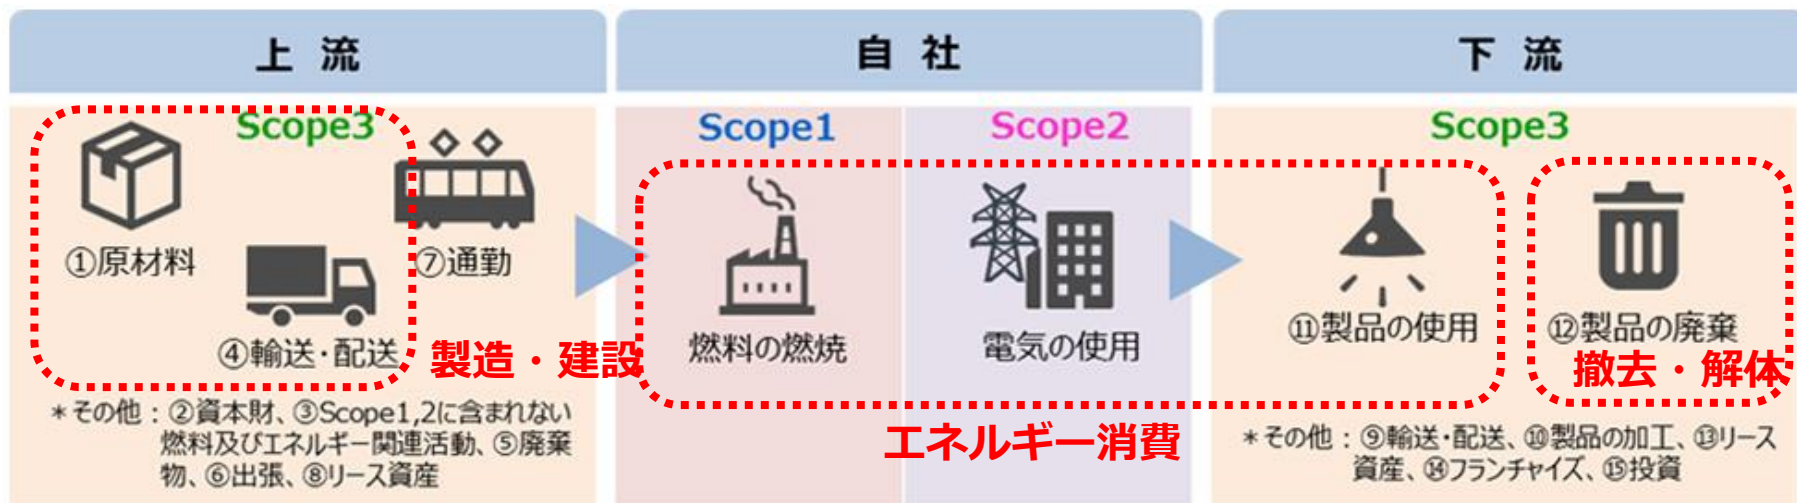 上 流
Scope3
①原材料
⑦通勤
④輸送・配送
製造・建設
＊その他：②資本財、③Scope1,2に含まれない
燃料及びエネルギー関連活動、⑤廃棄
物、⑥出張、⑧リース資産
自 社
Scope1
Scope2
燃料の燃焼
電気の使用
エネルギー消費
下 流
Scope3
⑪製品の使用
⑫製品の廃棄
撤去・解体
＊その他：⑨輸送・配送、⑩製品の加工、⑬リース
資産、⑭フランチャイズ、⑮投資